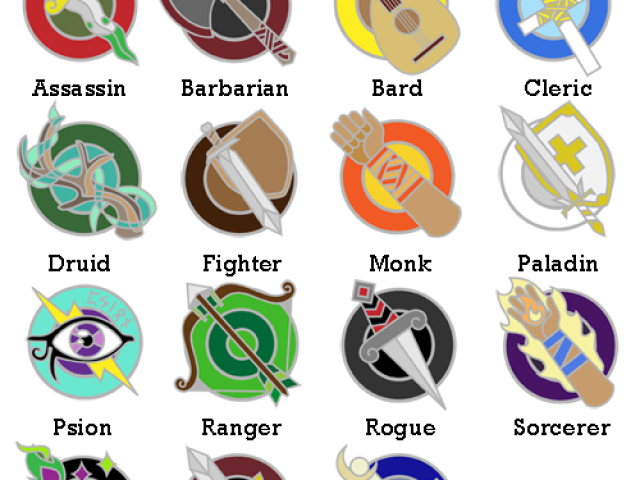 Assassin Barbarian Bard Cleric
Druid Fighter Monk Paladin
Psion Ranger Rogue Sorcerer